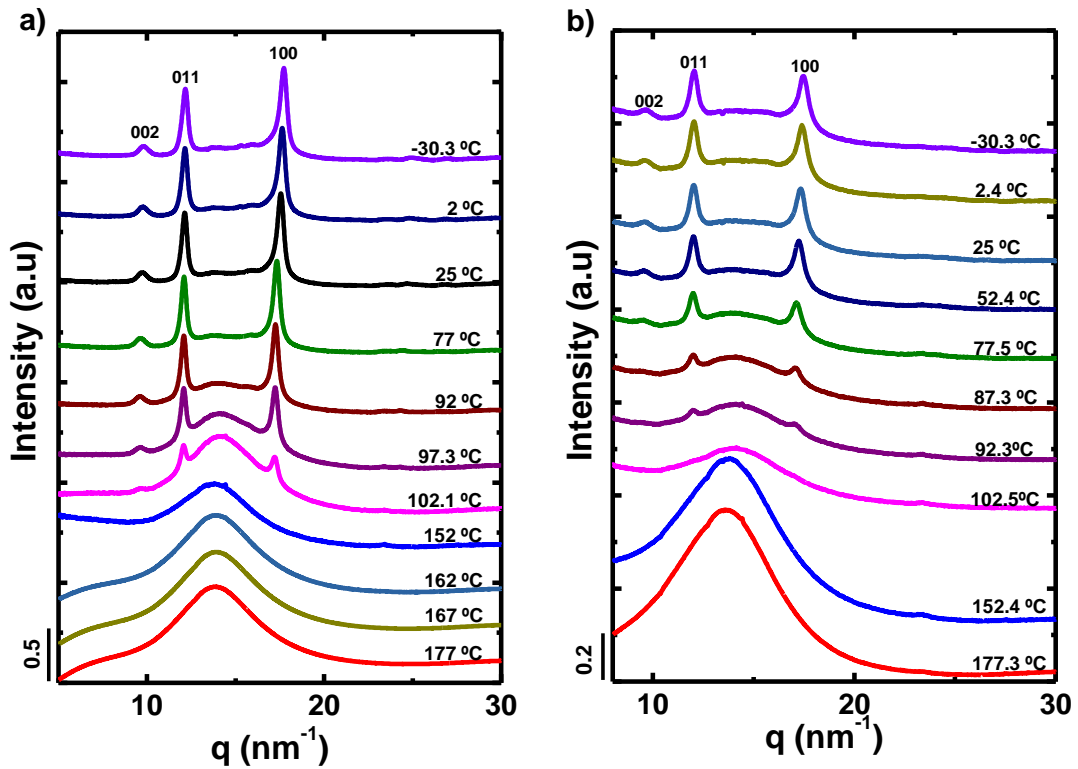 a)
100
011
002
-30.3 ºC
2 ºC
25 ºC
77 ºC
92 ºC
97.3 ºC
102.1 ºC
152 ºC
162 ºC
167 ºC
177 ºC
Intensity (a.u)
0.5
10
20
30
q (nm⁻¹)
b)
011
100
002
-30.3 ºC
2.4 ºC
25 ºC
52.4 ºC
77.5 ºC
87.3 ºC
92.3ºC
102.5ºC
152.4 ºC
177.3ºC
Intensity (a.u)
0.2
10
20
30
q (nm⁻¹)